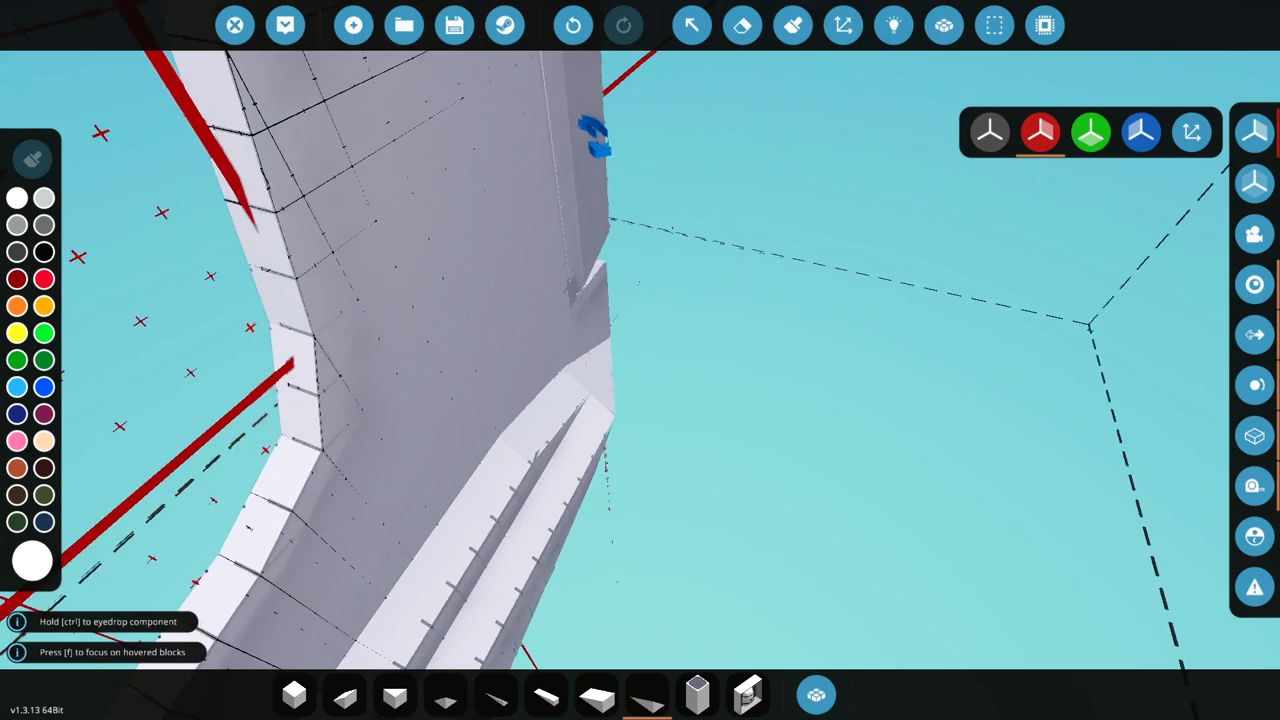 Hold [ctrl] to eyedrop component
Press [f] to focus on hovered blocks
v1.3.13 64Bit